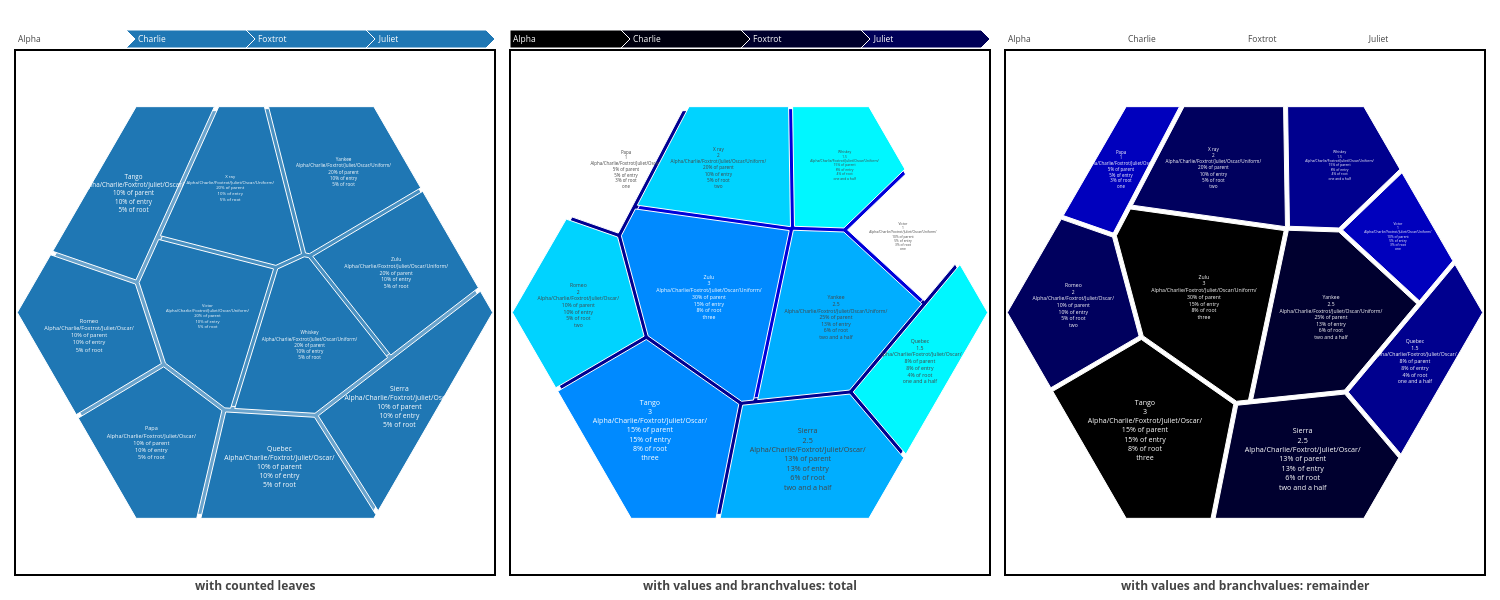 Alpha
Charlie
Foxtrot
Juliet
Tango
ha/Charlie/Foxtrot/Juliet/Oscar
10% of parent
10% of entry
5% of root
X ray
Alpha/Charlie/Foxtrot/Juliet/Oscar/Uniform/
20% of parent
10% of entry
5% of root
Yankee
Alpha/Charlie/Foxtrot/Juliet/Oscar/Uniform/
20% of parent
10% of entry
5% of root
Zulu
Alpha/Charlie/Foxtrot/Juliet/Oscar/Uniform/
20% of parent
10% of entry
5% of root
Romeo
Alpha/Charlie/Foxtrot/Juliet/Oscar/
10% of parent
10% of entry
5% of root
Victor
Alpha/Charlie/Foxtrot/Juliet/Oscar/Uniform/
20% of parent
10% of entry
5% of root
Whiskey
Alpha/Charlie/Foxtrot/Juliet/Oscar/Uniform/
20% of parent
10% of entry
5% of root
Sierra
Alpha/Charlie/Foxtrot/Juliet/Osc
10% of parent
10% of entry
5% of root
Papa
Alpha/Charlie/Foxtrot/Juliet/Oscar/
10% of parent
10% of entry
5% of root
Quebec
Alpha/Charlie/Foxtrot/Juliet/Oscar/
10% of parent
10% of entry
5% of root
with counted leaves
Alpha
Charlie
Foxtrot
Juliet
Papa
1
Alpha/Charlie/Foxtrot/Juliet/Os
5% of parent
5% of entry
3% of root
one
X ray
2
Alpha/Charlie/Foxtrot/Juliet/Oscar/Uniform/
20% of parent
10% of entry
5% of root
two
Whiskey
1.5
Alpha/Charlie/Foxtrot/Juliet/Oscar/Uniform/
15% of parent
8% of entry
4% of root
one and a half
Victor
1
Alpha/Charlie/Foxtrot/Juliet/Oscar/Uniform/
10% of parent
5% of entry
3% of root
one
Romeo
2
Alpha/Charlie/Foxtrot/Juliet/Oscar/
10% of parent
10% of entry
5% of root
two
Zulu
3
Alpha/Charlie/Foxtrot/Juliet/Oscar/Uniform/
30% of parent
15% of entry
8% of root
three
Yankee
2.5
Alpha/Charlie/Foxtrot/Juliet/Oscar/Uniform/
25% of parent
13% of entry
6% of root
two and a half
Quebec
1.5
pha/Charlie/Foxtrot/Juliet/Oscar/
8% of parent
8% of entry
4% of root
one and a half
Tango
3
Alpha/Charlie/Foxtrot/Juliet/Oscar/
15% of parent
15% of entry
8% of root
three
Sierra
2.5
Alpha/Charlie/Foxtrot/Juliet/Oscar/
13% of parent
13% of entry
6% of root
two and a half
with values and branchvalues: total
Alpha
Charlie
Foxtrot
Juliet
Papa
1
a/Charlie/Foxtrot/Juliet/Os
5% of parent
5% of entry
3% of root
one
X ray
2
Alpha/Charlie/Foxtrot/Juliet/Oscar/Uniform/
20% of parent
10% of entry
5% of root
two
Whiskey
1.5
Alpha/Charlie/Foxtrot/Juliet/Oscar/Uniform/
15% of parent
8% of entry
4% of root
one and a half
Victor
1
Alpha/Charlie/Foxtrot/Juliet/Oscar/Uniform/
10% of parent
5% of entry
3% of root
one
Romeo
2
Alpha/Charlie/Foxtrot/Juliet/Oscar/
10% of parent
10% of entry
5% of root
two
Zulu
3
Alpha/Charlie/Foxtrot/Juliet/Oscar/Uniform/
30% of parent
15% of entry
8% of root
three
Yankee
2.5
Alpha/Charlie/Foxtrot/Juliet/Oscar/Uniform/
25% of parent
13% of entry
6% of root
two and a half
Quebec
1.5
pha/Charlie/Foxtrot/Juliet/Oscar/
8% of parent
8% of entry
4% of root
one and a half
Tango
3
Alpha/Charlie/Foxtrot/Juliet/Oscar/
15% of parent
15% of entry
8% of root
three
Sierra
2.5
Alpha/Charlie/Foxtrot/Juliet/Oscar/
13% of parent
13% of entry
6% of root
two and a half
with values and branchvalues: remainder